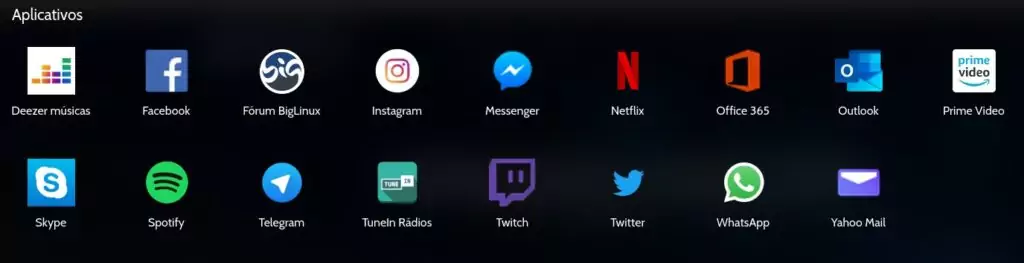 Aplicativos
big
prime video
Deezer músicas Facebook Fórum BigLinux Instagram Messenger Netflix Office 365 Outlook Prime Video
TUNE IN
Skype Spotify Telegram TuneIn Rádios Twitch Twitter WhatsApp Yahoo Mail